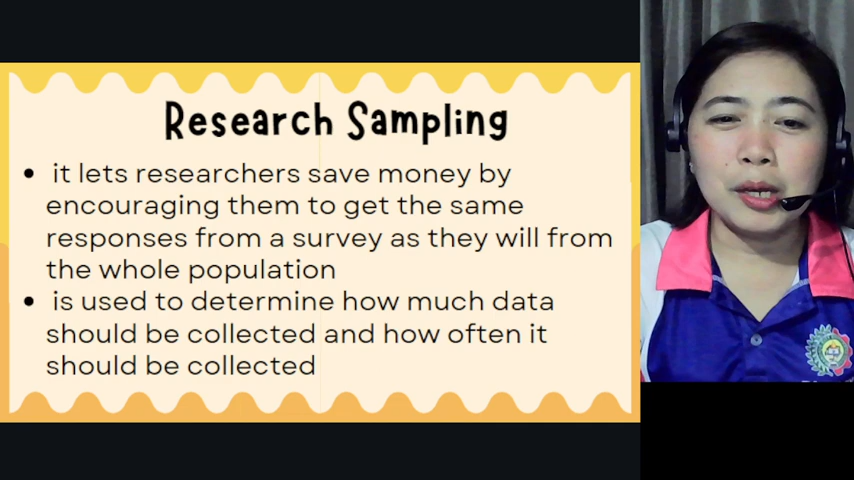 Research Sampling
• it lets researchers save money by
encouraging them to get the same
responses from a survey as they will from
the whole population
• is used to determine how much data
should be collected and how often it
should be collected